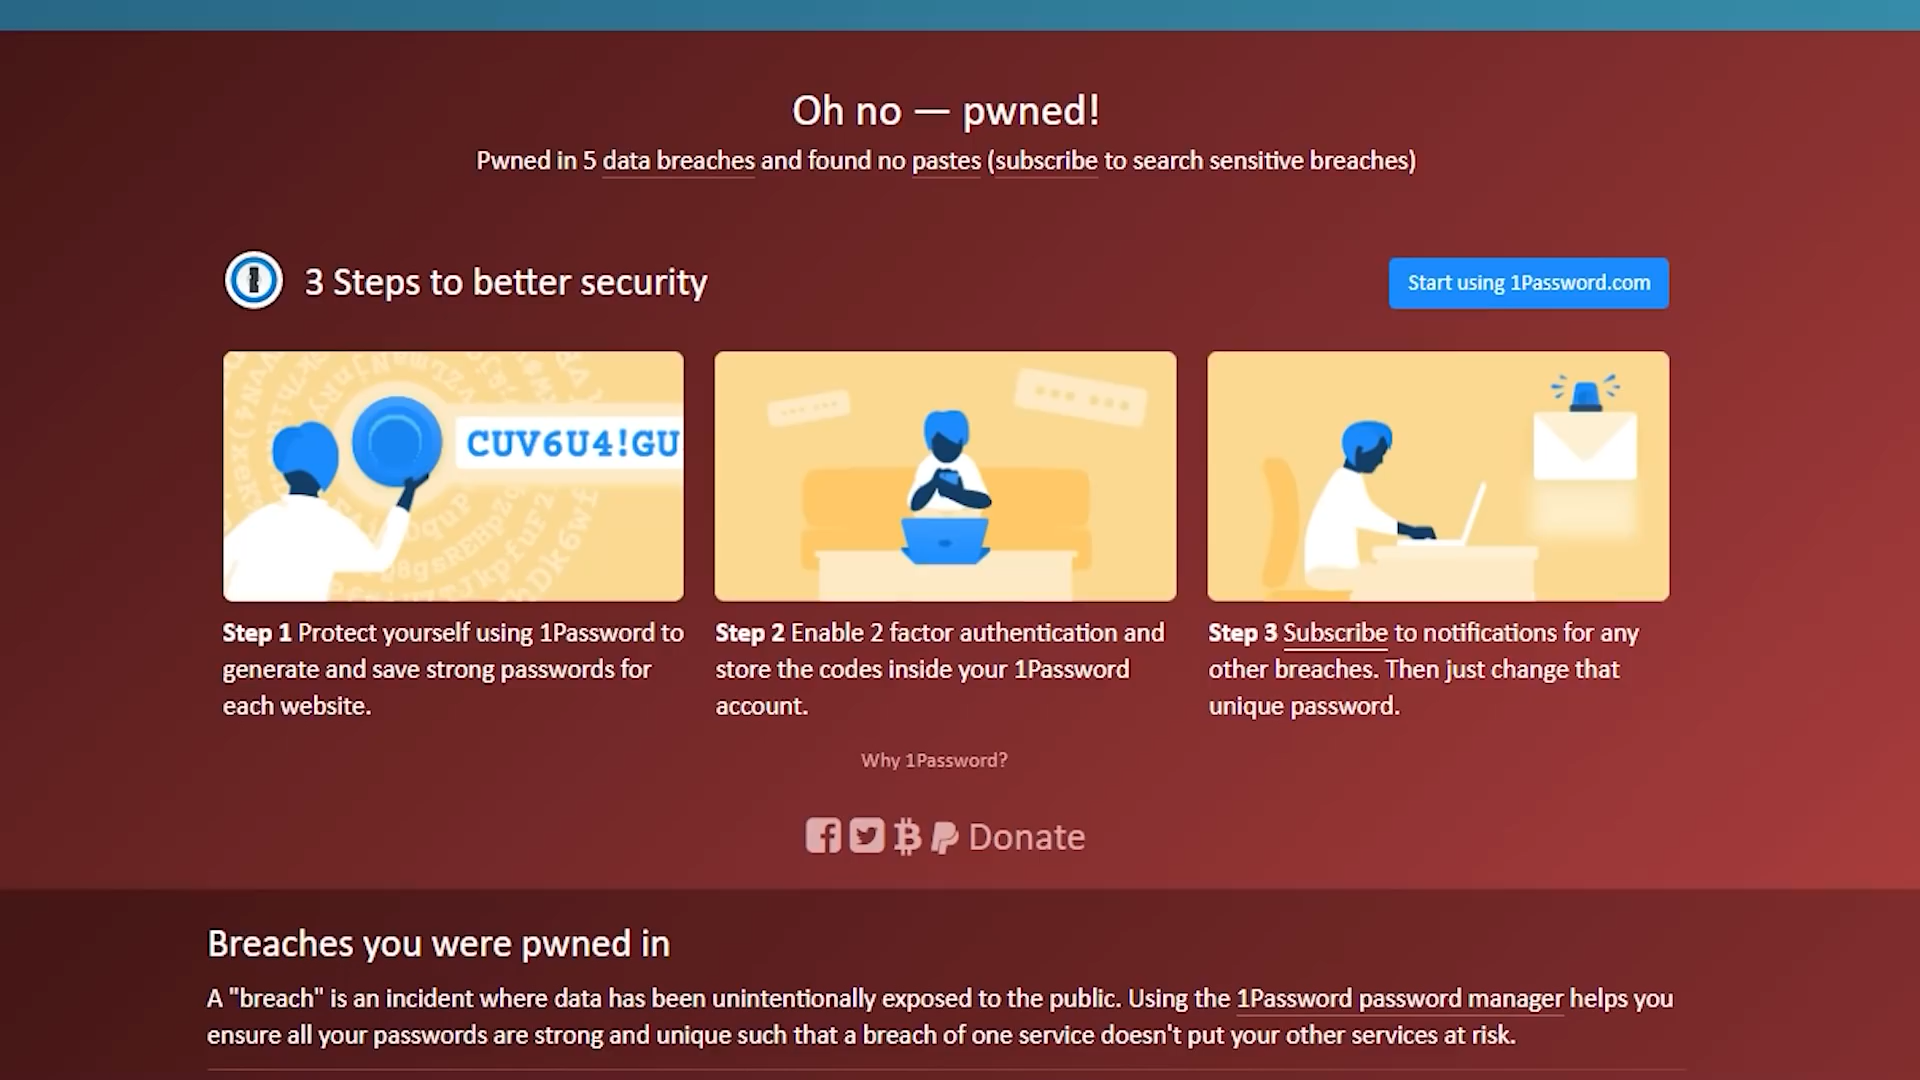 Oh no — pwned!
Pwned in 5 data breaches and found no pastes (subscribe to search sensitive breaches)
3 Steps to better security
Start using 1Password.com
CUV6U4!GU
Step 1 Protect yourself using 1Password to
generate and save strong passwords for
each website.
Step 2 Enable 2 factor authentication and
store the codes inside your 1Password
account.
Step 3 Subscribe to notifications for any
other breaches. Then just change that
unique password.
Why 1Password?
Donate
Breaches you were pwned in
A "breach" is an incident where data has been unintentionally exposed to the public. Using the 1Password password manager helps you
ensure all your passwords are strong and unique such that a breach of one service doesn't put your other services at risk.